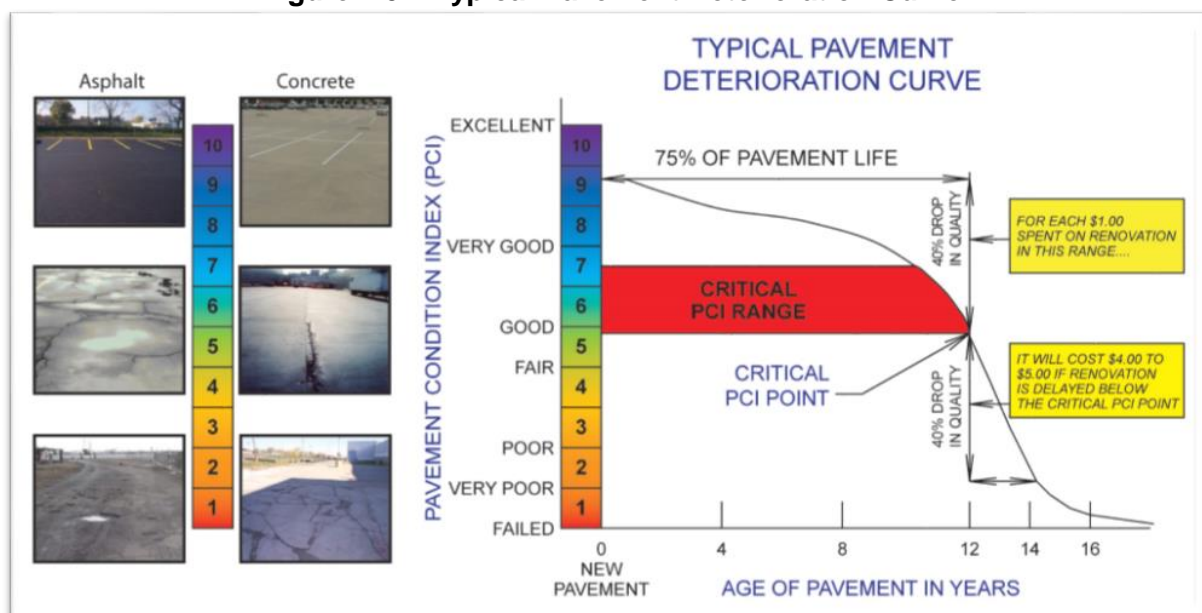 TYPICAL PAVEMENT
DETERIORATION CURVE
Asphalt
Concrete
10
9
8
7
6
5
4
3
2
1
PAVEMENT CONDITION INDEX (PCI)
EXCELLENT
VERY GOOD
GOOD
FAIR
POOR
VERY POOR
FAILED
10
9
8
7
6
5
4
3
2
1
75% OF PAVEMENT LIFE
40% DROP
IN QUALITY
FOR EACH $1.00
SPENT ON RENOVATION
IN THIS RANGE....
CRITICAL
PCI RANGE
CRITICAL
PCI POINT
40% DROP
IN QUALITY
IT WILL COST $4.00 TO
$5.00 IF RENOVATION
IS DELAYED BELOW
THE CRITICAL PCI POINT
0
4
8
12
14
16
NEW
PAVEMENT
AGE OF PAVEMENT IN YEARS